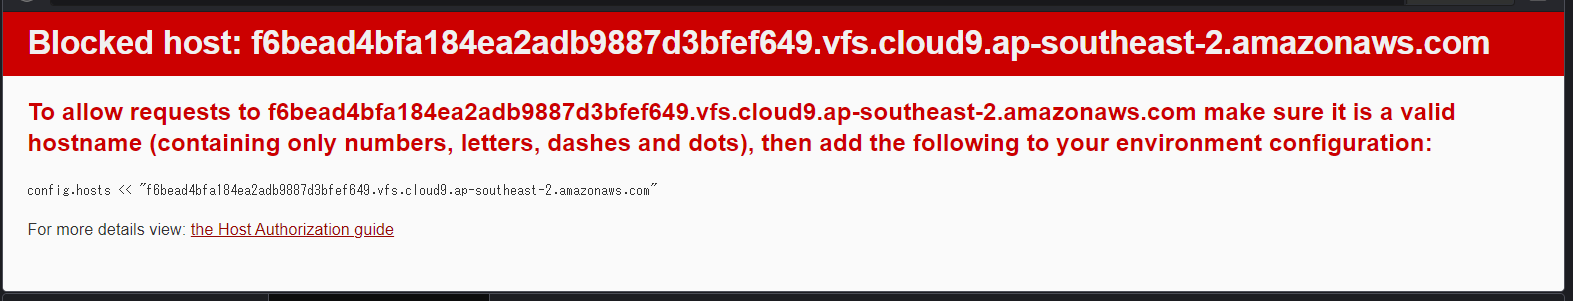 Blocked host: f6bead4bfa184ea2adb9887d3bfef649.vfs.cloud9.ap-southeast-2.amazonaws.com
To allow requests to f6bead4bfa184ea2adb9887d3bfef649.vfs.cloud9.ap-southeast-2.amazonaws.com make sure it is a valid
hostname (containing only numbers, letters, dashes and dots), then add the following to your environment configuration:
config.hosts << "f6bead4bfa184ea2adb9887d3bfef649.vfs.cloud9.ap-southeast-2.amazonaws.com"
For more details view: the Host Authorization guide